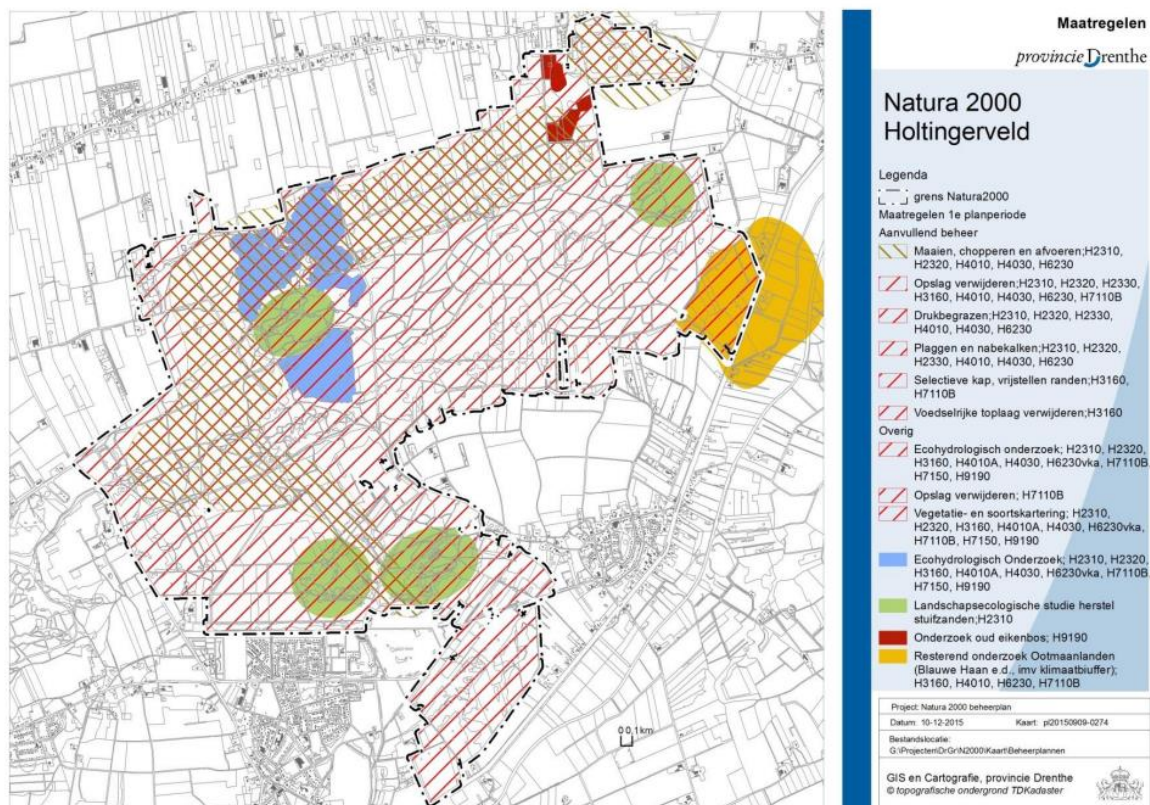 Maatregelen
provincie Drenthe
Natura 2000
Holtingerveld
Legenda
grens Natura2000
Maatregelen 1e planperiode
Aanvullend beheer
Maaien, chopperen en afvoeren;H2310,
H2320, H4010, H4030, H6230
Opslag verwijderen;H2310, H2320, H2330,
H3160, H4010, H4030, H6230, H7110B
Drukbegrazen;H2310, H2320, H2330,
H4010, H4030, H6230
Plaggen en nabekalken;H2310, H2320,
H2330, H4010, H4030, H6230
Selectieve kap, vrijstellen randen;H3160,
H7110B
Voedselrijke toplaag verwijderen;H3160
Overig
Ecohydrologisch onderzoek; H2310, H2320,
H3160, H4010A, H4030, H6230vka, H7110B,
H7150, H9190
Opslag verwijderen; H7110B
Vegetatie- en soortskartering; H2310,
H2320, H3160, H4010A, H4030, H6230vka,
H7110B, H7150, H9190
Ecohydrologisch Onderzoek; H2310, H2320,
H3160, H4010A, H4030, H6230vka, H7110B,
H7150, H9190
Landschapsecologische studie herstel
stuifzanden;H2310
Onderzoek oud eikenbos; H9190
Resterend onderzoek Ootmaanlanden
(Blauwe Haan e.d., imv klimaatbiuffer);
H3160, H4010, H6230, H7110B
0 0,1km
Project: Natura 2000 beheerplan
Datum: 10-12-2015 Kaart: pl20150909-0274
Bestandslocatie:
G:\Projecten\DrGr\N2000\Kaart\Beheerplannen
GIS en Cartografie, provincie Drenthe
© topografische ondergrond TDKadaster